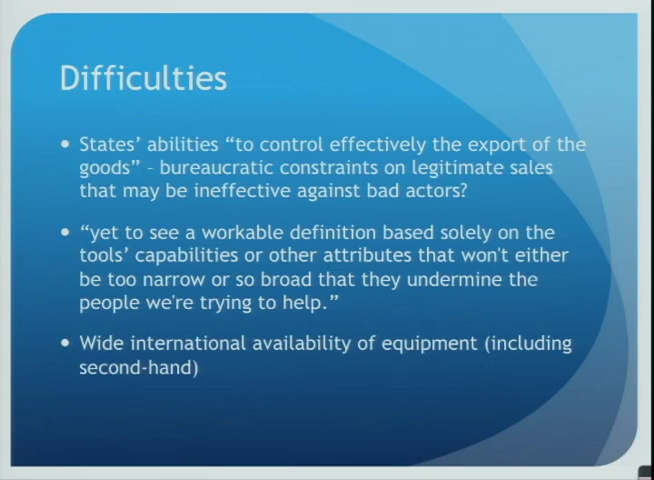 Difficulties
• States’ abilities “to control effectively the export of the
goods” – bureaucratic constraints on legitimate sales
that may be ineffective against bad actors?
• “yet to see a workable definition based solely on the
tools’ capabilities or other attributes that won't either
be too narrow or so broad that they undermine the
people we're trying to help.”
• Wide international availability of equipment (including
second-hand)